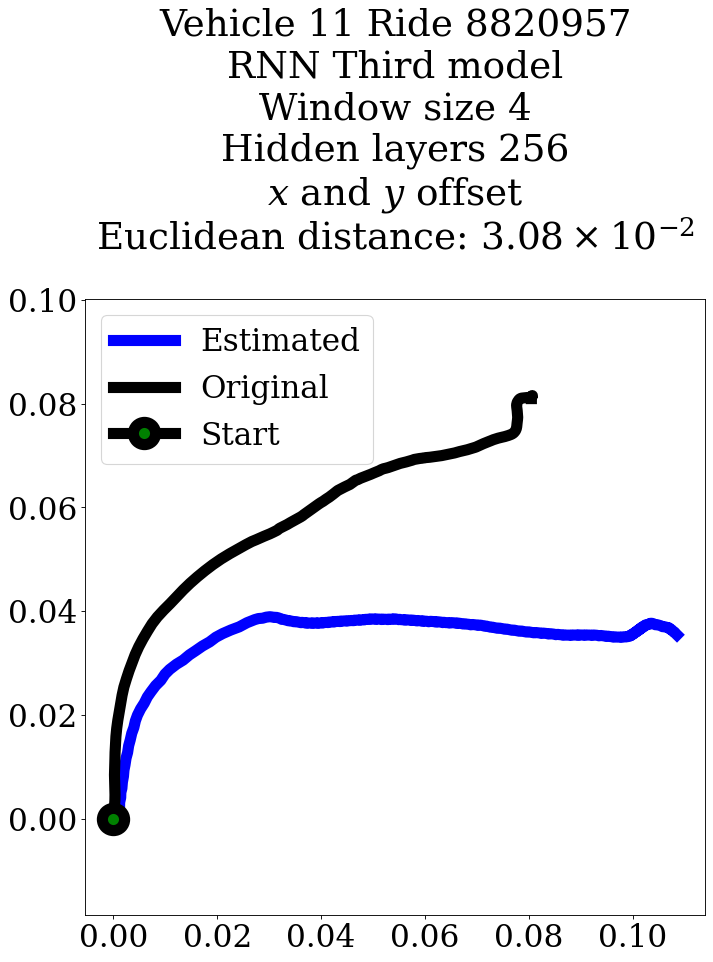 Vehicle 11 Ride 8820957
RNN Third model
Window size 4
Hidden layers 256
x and y offset
Euclidean distance: 3.08 × 10⁻²
0.10
Estimated
Original
Start
0.08
0.06
0.04
0.02
0.00
0.00 0.02 0.04 0.06 0.08 0.10